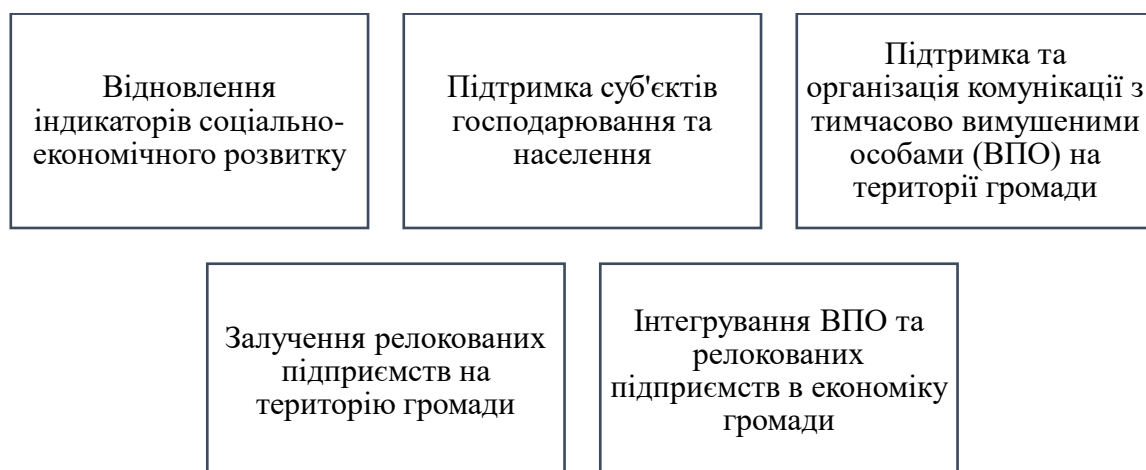 Відновлення
індикаторів соціально-
економічного розвитку
Підтримка суб'єктів
господарювання та
населення
Підтримка та
організація комунікації з
тимчасово вимушеними
особами (ВПО) на
території громади
Залучення релокованих
підприємств на
територію громади
Інтегрування ВПО та
релокованих
підприємств в економіку
громади